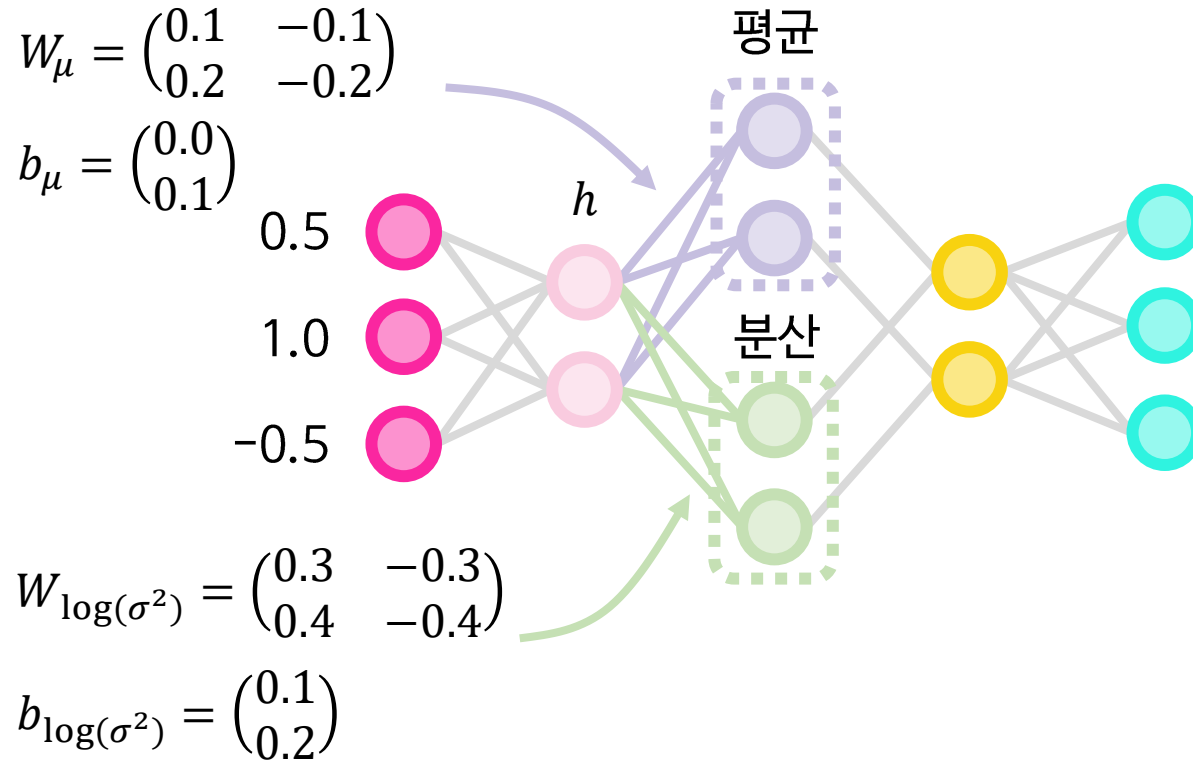 W_μ = (0.1 −0.1
0.2 −0.2)
b_μ = (0.0
0.1)
평균
h
0.5
1.0
−0.5
분산
W_log(σ²) = (0.3 −0.3
0.4 −0.4)
b_log(σ²) = (0.1
0.2)